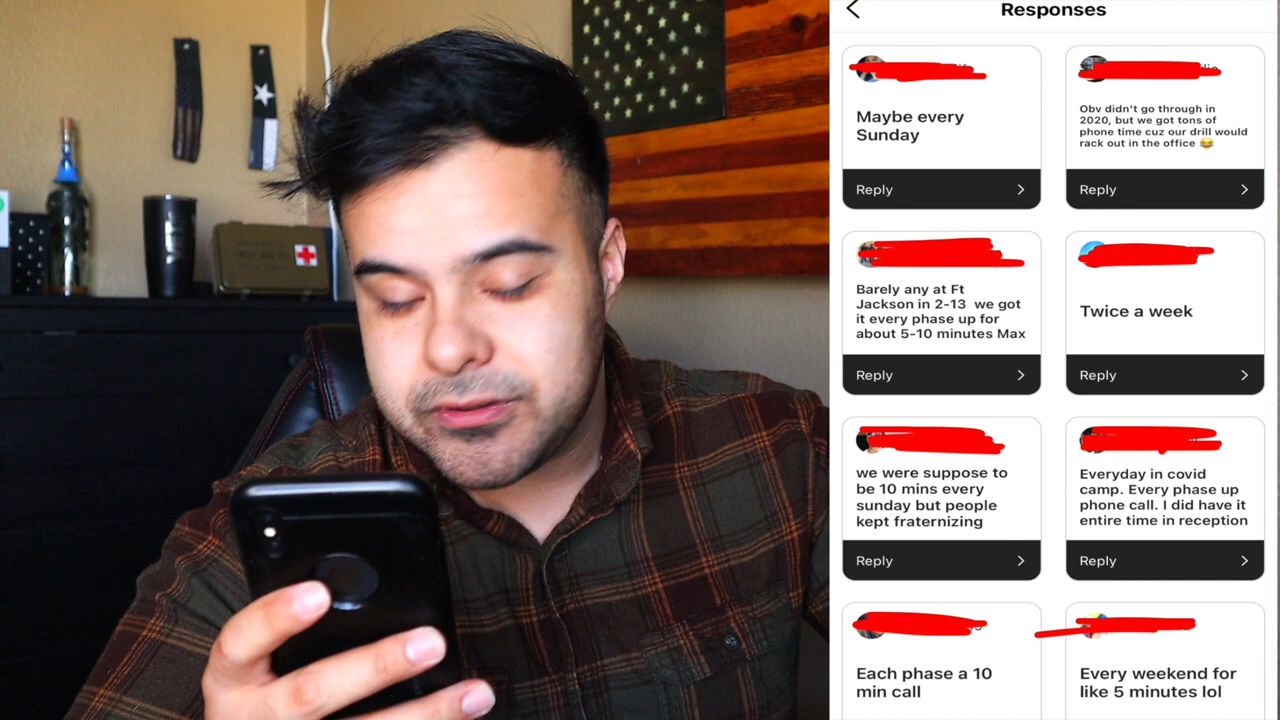 Responses
Maybe every
Sunday
Reply
Obv didn't go through in
2020, but we got tons of
phone time cuz our drill would
rack out in the office 😂
Reply
Barely any at Ft
Jackson in 2-13 we got
it every phase up for
about 5-10 minutes Max
Reply
Twice a week
Reply
we were suppose to
be 10 mins every
sunday but people
kept fraternizing
Reply
Everyday in covid
camp. Every phase up
phone call. I did have it
entire time in reception
Reply
Each phase a 10
min call
Every weekend for
like 5 minutes lol
FIRST AID